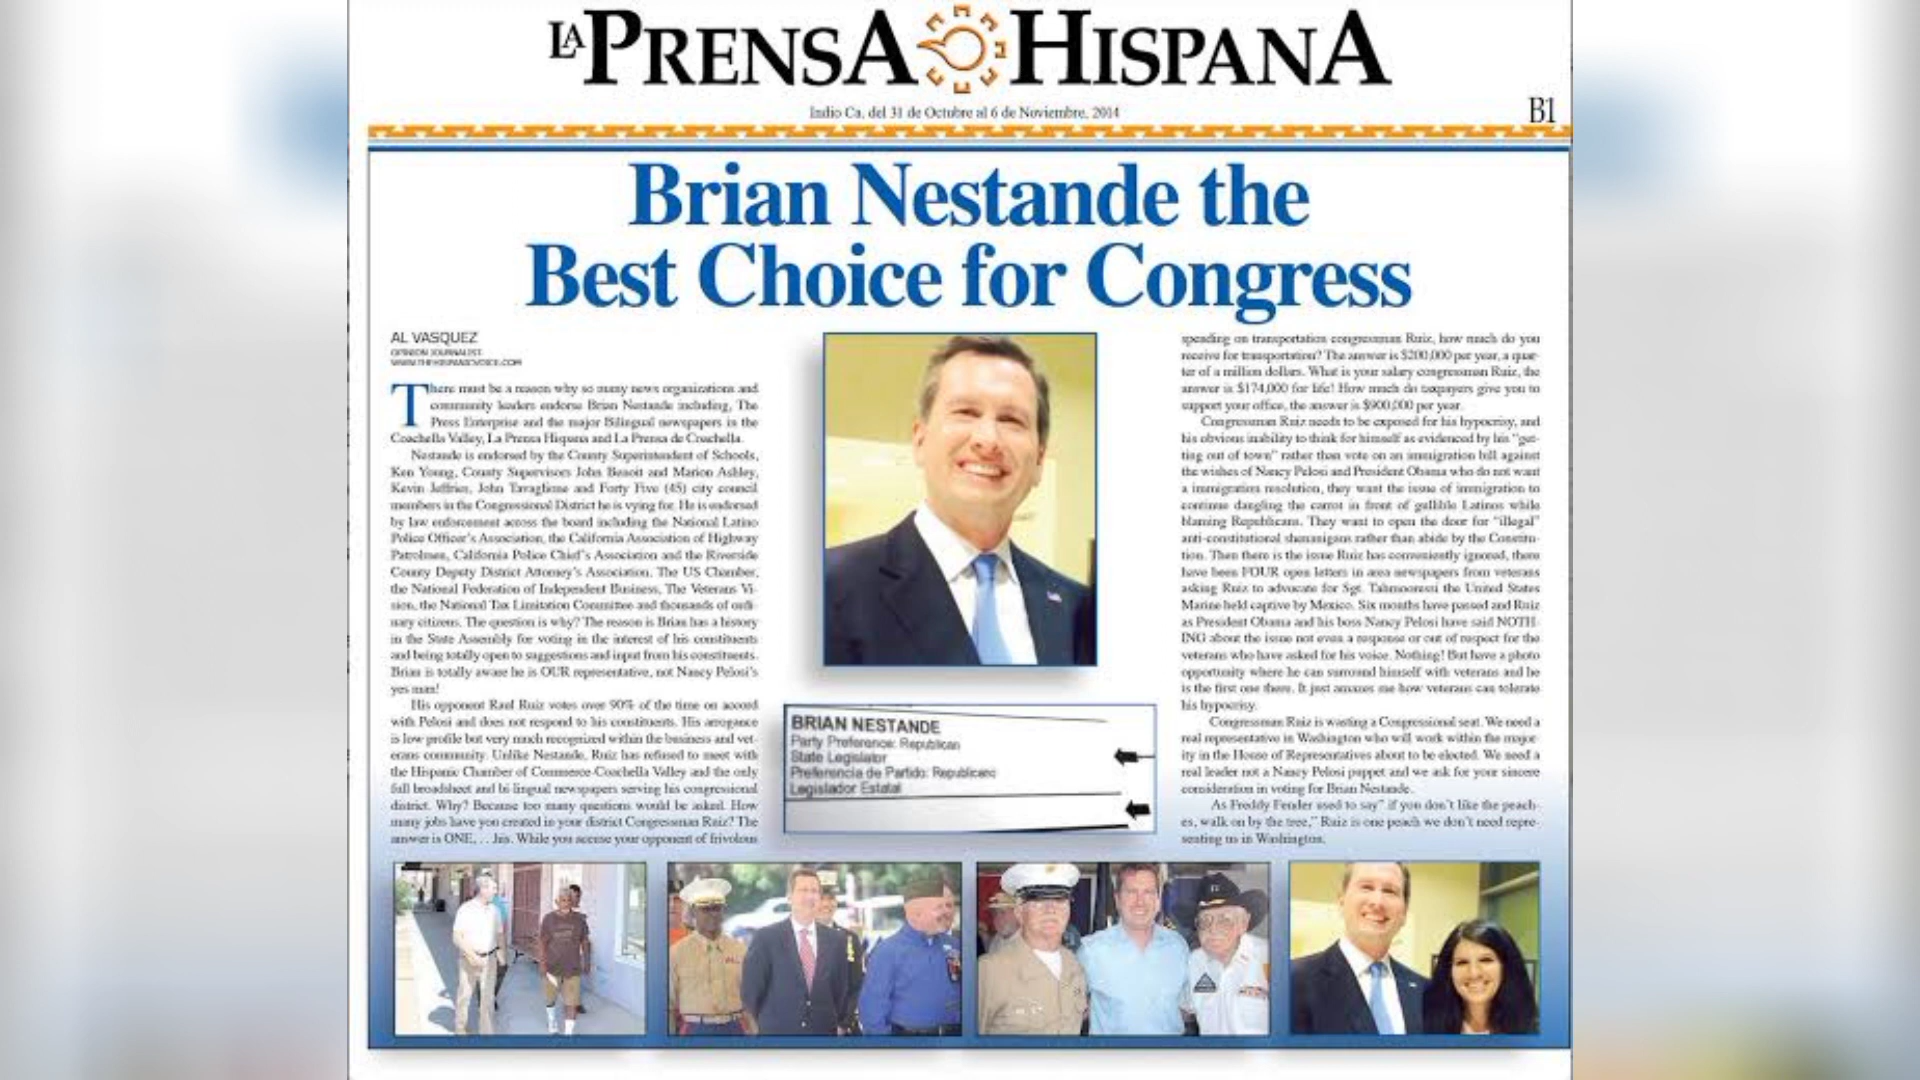 LA PRENSA HISPANA
Indio Ca, del 31 de Octubre al 6 de Noviembre, 2014
B1
Brian Nestande the
Best Choice for Congress
AL VASQUEZ
OPINION JOURNALIST
WWW.THEHISPANICVOICE.COM
There must be a reason why so many news organizations and
community leaders endorse Brian Nestande including, The
Press Enterprise and the major Bilingual newspapers in the
Coachella Valley, La Prensa Hispana and La Prensa de Coachella.
Nestande is endorsed by the County Superintendent of Schools,
Ken Young, County Supervisors John Benoit and Marion Ashley,
Kevin Jeffries, John Tavaglione and Forty Five (45) city council
members in the Congressional District he is vying for. He is endorsed
by law enforcement across the board including the National Latino
Police Officer's Association, the California Association of Highway
Patrolmen, California Police Chief's Association and the Riverside
County Deputy District Attorney's Association. The US Chamber,
the National Federation of Independent Business, The Veterans Vi-
sion, the National Tax Limitation Committee and thousands of ordi-
nary citizens. The question is why? The reason is Brian has a history
in the State Assembly for voting in the interest of his constituents
and being totally open to suggestions and input from his constituents.
Brian is totally aware he is OUR representative, not Nancy Pelosi's
yes man!
His opponent Raul Ruiz votes over 90% of the time on accord
with Pelosi and does not respond to his constituents. His arrogance
is low profile but very much recognized within the business and vet-
erans community. Unlike Nestande, Ruiz has refused to meet with
the Hispanic Chamber of Commerce-Coachella Valley and the only
full broadsheet and bi-lingual newspapers serving his congressional
district. Why? Because too many questions would be asked. How
many jobs have you created in your district Congressman Ruiz? The
answer is ONE, . . . his. While you accuse your opponent of frivolous
BRIAN NESTANDE
Party Preference: Republican
State Legislator
Preferencia de Partido: Republicano
Legislador Estatal
spending on transportation congressman Ruiz, how much do you
receive for transportation? The answer is $200,000 per year, a quar-
ter of a million dollars. What is your salary congressman Ruiz, the
answer is $174,000 for life! How much do taxpayers give you to
support your office, the answer is $900,000 per year.
Congressman Ruiz needs to be exposed for his hypocrisy, and
his obvious inability to think for himself as evidenced by his "get-
ting out of town" rather than vote on an immigration bill against
the wishes of Nancy Pelosi and President Obama who do not want
a immigration resolution, they want the issue of immigration to
continue dangling the carrot in front of gullible Latinos while
blaming Republicans. They want to open the door for "illegal"
anti-constitutional shenanigans rather than abide by the Constitu-
tion. Then there is the issue Ruiz has conveniently ignored, there
have been FOUR open letters in area newspapers from veterans
asking Ruiz to advocate for Sgt. Tahmooressi the United States
Marine held captive by Mexico. Six months have passed and Ruiz
as President Obama and his boss Nancy Pelosi have said NOTH-
ING about the issue not even a response or out of respect for the
veterans who have asked for his voice. Nothing! But have a photo
opportunity where he can surround himself with veterans and he
is the first one there. It just amazes me how veterans can tolerate
his hypocrisy.
Congressman Ruiz is wasting a Congressional seat. We need a
real representative in Washington who will work within the major-
ity in the House of Representatives about to be elected. We need a
real leader not a Nancy Pelosi puppet and we ask for your sincere
consideration in voting for Brian Nestande.
As Freddy Fender used to say" if you don't like the peach-
es, walk on by the tree," Ruiz is one peach we don't need repre-
senting us in Washington.